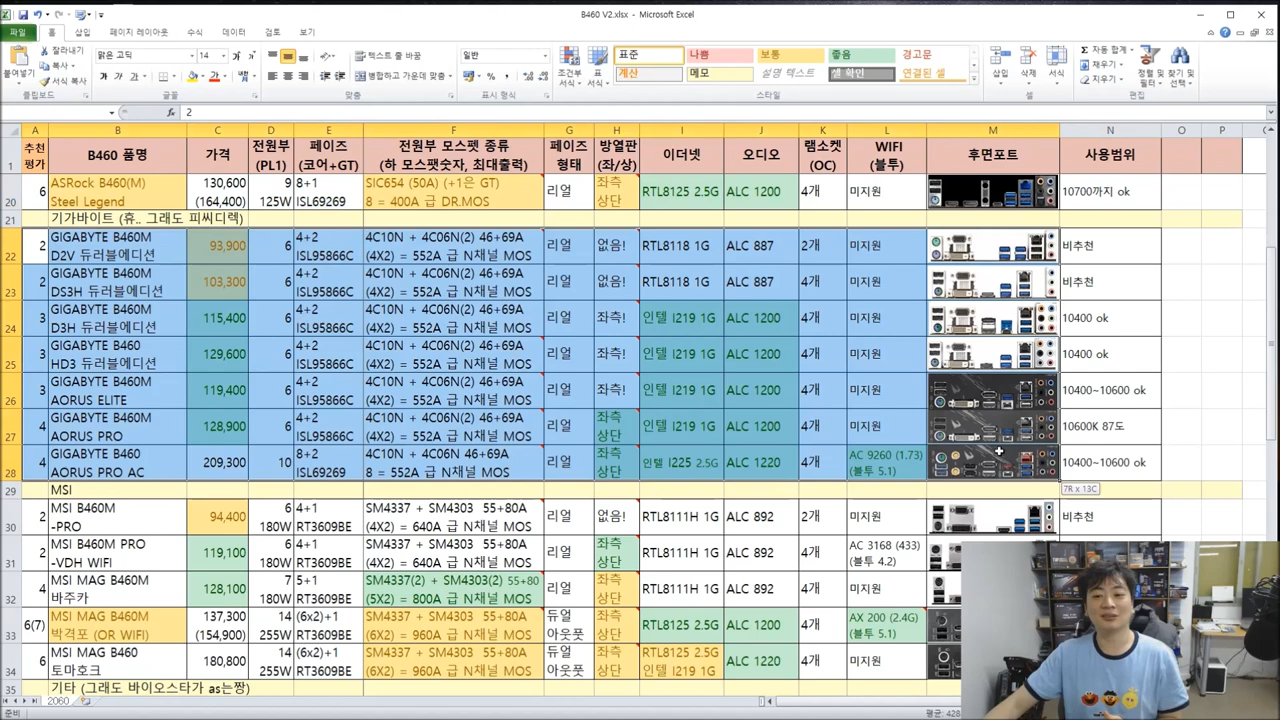 B460 V2.xlsx - Microsoft Excel
파일 홈 삽입 페이지 레이아웃 수식 데이터 검토 보기
붙여넣기 잘라내기 복사 서식 복사 클립보드
맑은 고딕 14 글꼴
텍스트 줄 바꿈 병합하고 가운데 맞춤 맞춤
일반 표시 형식
조건부 서식 표 서식
표준 나쁨 보통 좋음 경고문
계산 메모 설명 텍스트 셀 확인 연결된 셀
스타일
삽입 삭제 서식 셀
자동 합계 채우기 지우기 정렬 및 필터 찾기 및 선택 편집
fx 2
A B C D E F G H I J K L M N O P
1 추천 평가 B460 품명 가격 전원부 (PL1) 페이즈 (코어+GT) 전원부 모스펫 종류 (하 모스펫숫자, 최대출력) 페이즈 형태 방열판 (좌/상) 이더넷 오디오 램소켓 (OC) WIFI (블투) 후면포트 사용범위
20 6 ASRock B460(M) Steel Legend 130,600 (164,400) 9 125W 8+1 ISL69269 SIC654 (50A) (+1은 GT) 8 = 400A 급 DR.MOS 리얼 좌측 상단 RTL8125 2.5G ALC 1200 4개 미지원 10700까지 ok
21 기가바이트 (휴.. 그래도 피씨디렉)
22 2 GIGABYTE B460M D2V 듀러블에디션 93,900 6 4+2 ISL95866C 4C10N + 4C06N(2) 46+69A (4X2) = 552A 급 N채널 MOS 리얼 없음! RTL8118 1G ALC 887 2개 미지원 비추천
23 2 GIGABYTE B460M DS3H 듀러블에디션 103,300 6 4+2 ISL95866C 4C10N + 4C06N(2) 46+69A (4X2) = 552A 급 N채널 MOS 리얼 없음! RTL8118 1G ALC 887 4개 미지원 비추천
24 3 GIGABYTE B460M D3H 듀러블에디션 115,400 6 4+2 ISL95866C 4C10N + 4C06N(2) 46+69A (4X2) = 552A 급 N채널 MOS 리얼 좌측! 인텔 I219 1G ALC 1200 4개 미지원 10400 ok
25 3 GIGABYTE B460 HD3 듀러블에디션 129,600 6 4+2 ISL95866C 4C10N + 4C06N(2) 46+69A (4X2) = 552A 급 N채널 MOS 리얼 좌측! 인텔 I219 1G ALC 1200 4개 미지원 10400 ok
26 3 GIGABYTE B460M AORUS ELITE 119,400 6 4+2 ISL95866C 4C10N + 4C06N(2) 46+69A (4X2) = 552A 급 N채널 MOS 리얼 좌측! 인텔 I219 1G ALC 1200 4개 미지원 10400~10600 ok
27 4 GIGABYTE B460M AORUS PRO 128,900 6 4+2 ISL95866C 4C10N + 4C06N(2) 46+69A (4X2) = 552A 급 N채널 MOS 리얼 좌측 상단 인텔 I219 1G ALC 1200 4개 미지원 10600K 87도
28 4 GIGABYTE B460 AORUS PRO AC 209,300 10 8+2 ISL69269 4C10N + 4C06N(2) 46+69A 8 = 552A 급 N채널 MOS 리얼 좌측 상단 인텔 I225 2.5G ALC 1220 4개 AC 9260 (1.73) (블투 5.1) 10400~10600 ok
29 MSI 7R x 13C
30 2 MSI B460M -PRO 94,400 6 180W 4+1 RT3609BE SM4337 + SM4303 55+80A (4X2) = 640A 급 N채널 MOS 리얼 없음! RTL8111H 1G ALC 892 2개 미지원 비추천
31 2 MSI B460M PRO -VDH WIFI 119,100 6 180W 4+1 RT3609BE SM4337 + SM4303 55+80A (4X2) = 640A 급 N채널 MOS 리얼 좌측 상단 RTL8111H 1G ALC 892 4개 AC 3168 (433) (블투 4.2)
32 4 MSI MAG B460M 바주카 128,100 7 180W 5+1 RT3609BE SM4337(2) + SM4303(2) 55+80 (5X2) = 800A 급 N채널 MOS 리얼 좌측 상단 RTL8111H 1G ALC 892 4개 미지원
33 6(7) MSI MAG B460M 박격포 (OR WIFI) 137,300 (154,900) 14 255W (6x2)+1 RT3609BE SM4337 + SM4303 55+80A (6X2) = 960A 급 N채널 MOS 듀얼 아웃풋 좌측 상단 RTL8125 2.5G ALC 1200 4개 AX 200 (2.4G) (블투 5.1)
34 6 MSI MAG B460 토마호크 180,800 14 255W (6x2)+1 RT3609BE SM4337 + SM4303 55+80A (6X2) = 960A 급 N채널 MOS 듀얼 아웃풋 좌측 상단 RTL8125 2.5G 인텔 I219 1G ALC 1220 4개 미지원
35 기타 (그래도 바이오스타가 as는짱)
2060
준비 평균: 428